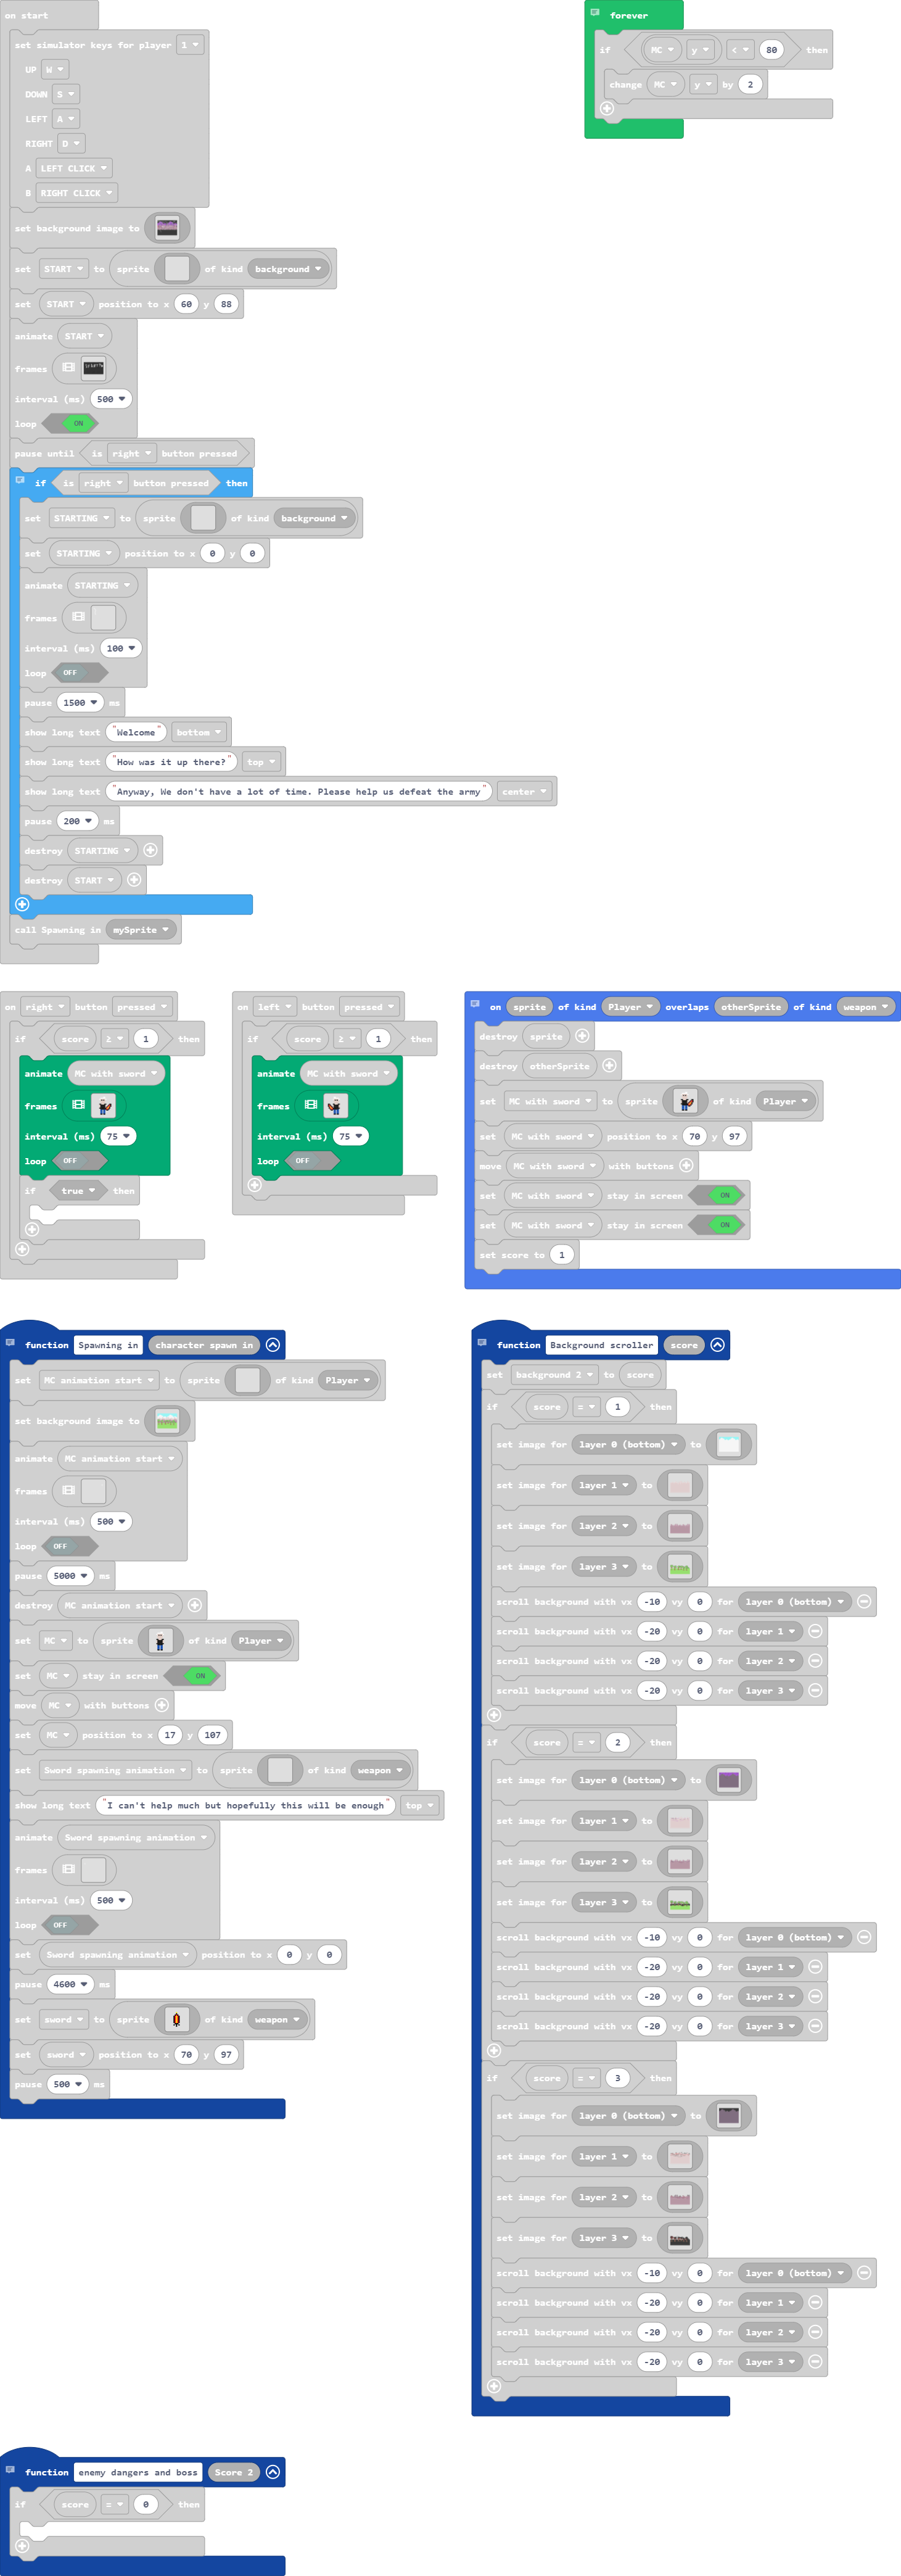 on start
set simulator keys for player 1
UP W
DOWN S
LEFT A
RIGHT D
A LEFT CLICK
B RIGHT CLICK
set background image to
set START to sprite of kind background
set START position to x 60 y 88
animate START
frames
interval (ms) 500
loop ON
pause until is right button pressed
if is right button pressed then
set STARTING to sprite of kind background
set STARTING position to x 0 y 0
animate STARTING
frames
interval (ms) 100
loop OFF
pause 1500 ms
show long text "Welcome" bottom
show long text "How was it up there?" top
show long text "Anyway, We don't have a lot of time. Please help us defeat the army" center
pause 200 ms
destroy STARTING
destroy START
call Spawning in mySprite
forever
if MC y < 80 then
change MC y by 2
on right button pressed
if score ≥ 1 then
animate MC with sword
frames
interval (ms) 75
loop OFF
if true then
on left button pressed
if score ≥ 1 then
animate MC with sword
frames
interval (ms) 75
loop OFF
on sprite of kind Player overlaps otherSprite of kind weapon
destroy sprite
destroy otherSprite
set MC with sword to sprite of kind Player
set MC with sword position to x 70 y 97
move MC with sword with buttons
set MC with sword stay in screen ON
set MC with sword stay in screen ON
set score to 1
function Spawning in character spawn in
set MC animation start to sprite of kind Player
set background image to
animate MC animation start
frames
interval (ms) 500
loop OFF
pause 5000 ms
destroy MC animation start
set MC to sprite of kind Player
set MC stay in screen ON
move MC with buttons
set MC position to x 17 y 107
set Sword spawning animation to sprite of kind weapon
show long text "I can't help much but hopefully this will be enough" top
animate Sword spawning animation
frames
interval (ms) 500
loop OFF
set Sword spawning animation position to x 0 y 0
pause 4600 ms
set sword to sprite of kind weapon
set sword position to x 70 y 97
pause 500 ms
function Background scroller score
set background 2 to score
if score = 1 then
set image for layer 0 (bottom) to
set image for layer 1 to
set image for layer 2 to
set image for layer 3 to
scroll background with vx -10 vy 0 for layer 0 (bottom)
scroll background with vx -20 vy 0 for layer 1
scroll background with vx -20 vy 0 for layer 2
scroll background with vx -20 vy 0 for layer 3
if score = 2 then
set image for layer 0 (bottom) to
set image for layer 1 to
set image for layer 2 to
set image for layer 3 to
scroll background with vx -10 vy 0 for layer 0 (bottom)
scroll background with vx -20 vy 0 for layer 1
scroll background with vx -20 vy 0 for layer 2
scroll background with vx -20 vy 0 for layer 3
if score = 3 then
set image for layer 0 (bottom) to
set image for layer 1 to
set image for layer 2 to
set image for layer 3 to
scroll background with vx -10 vy 0 for layer 0 (bottom)
scroll background with vx -20 vy 0 for layer 1
scroll background with vx -20 vy 0 for layer 2
scroll background with vx -20 vy 0 for layer 3
function enemy dangers and boss Score 2
if score = 0 then